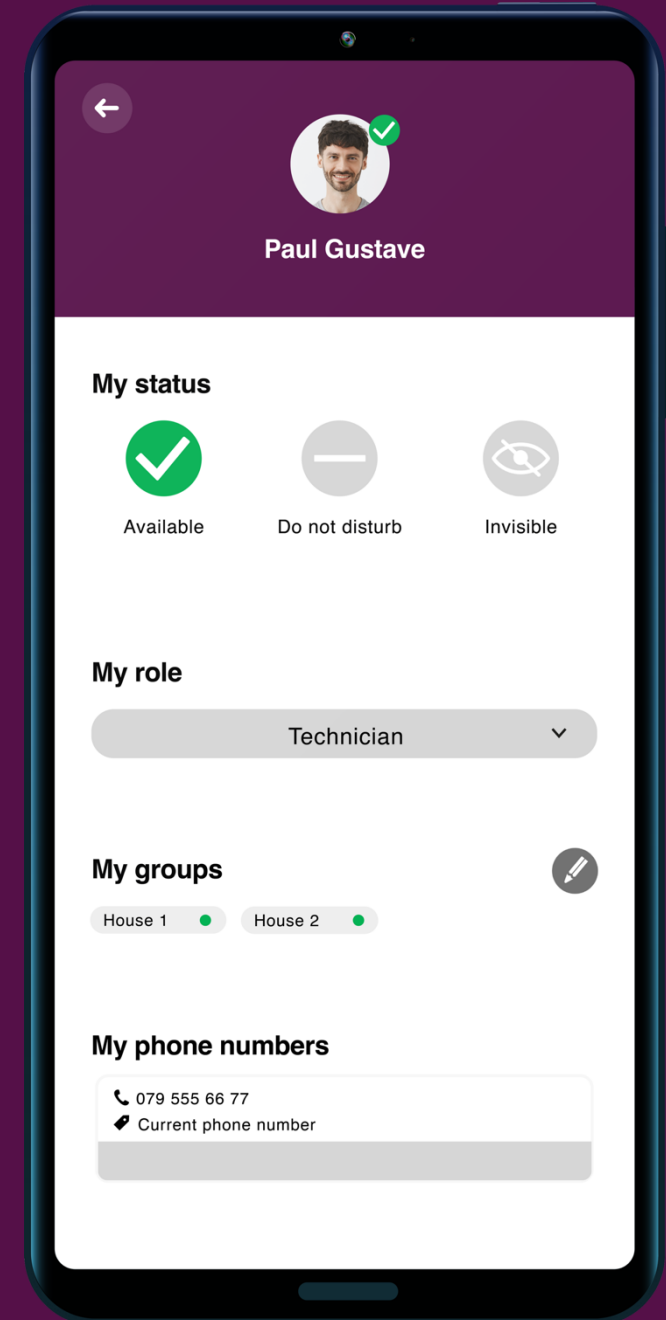 Paul Gustave
My status
Available Do not disturb Invisible
My role
Technician
My groups
House 1 House 2
My phone numbers
079 555 66 77
Current phone number